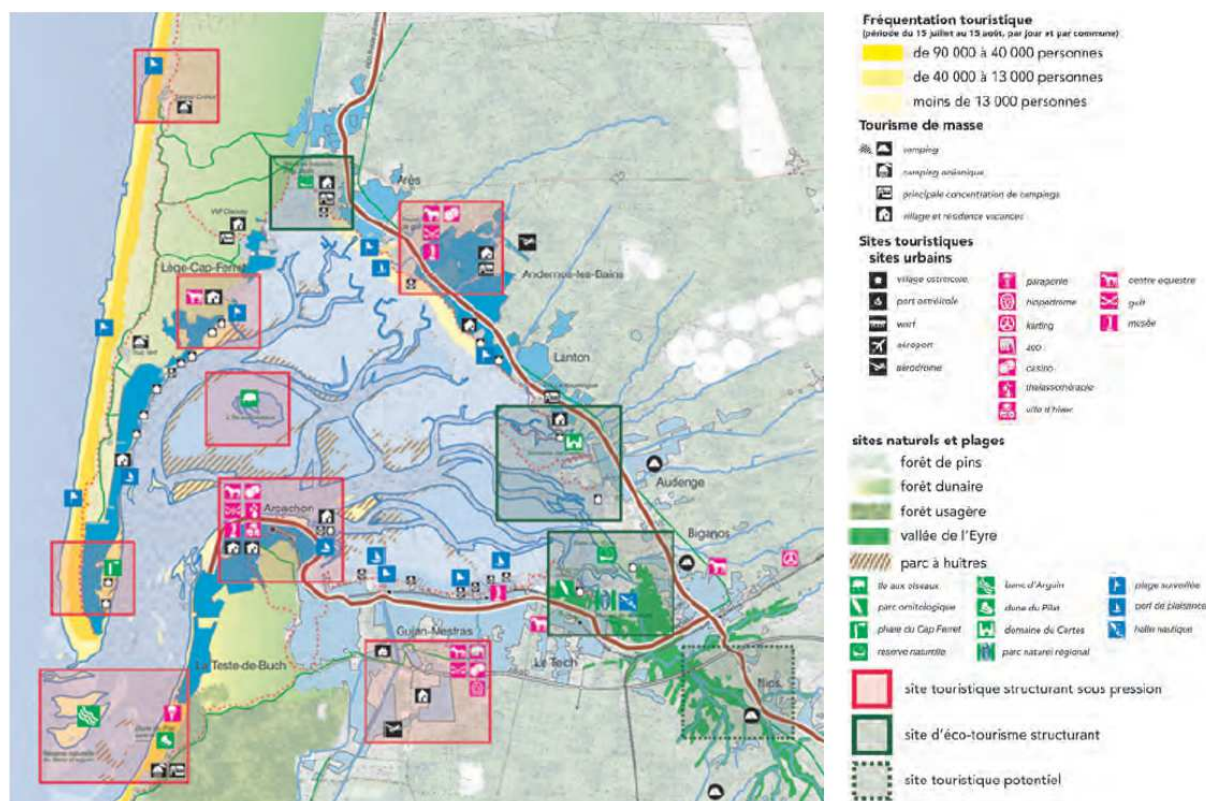 Arès
Andernos-les-Bains
Lège-Cap-Ferret
Lanton
Audenge
Biganos
Arcachon
Gujan-Mestras
Le Teich
La Teste-de-Buch
Mios
Fréquentation touristique
(période du 15 juillet au 15 août, par jour et par commune)
de 90 000 à 40 000 personnes
de 40 000 à 13 000 personnes
moins de 13 000 personnes
Tourisme de masse
camping
camping océanique
principale concentration de campings
village et résidence vacances
Sites touristiques
sites urbains
village ostréicole
port ostréicole
wharf
aéroport
aérodrome
parapente
hippodrome
karting
zoo
casino
thalassothérapie
ville d'hiver
centre équestre
golf
musée
sites naturels et plages
forêt de pins
forêt dunaire
forêt usagère
vallée de l'Eyre
parc à huîtres
île aux oiseaux
parc ornitologique
phare du Cap Ferret
réserve naturelle
banc d'Arguin
dune du Pilat
domaine de Certes
parc naturel régional
plage surveillée
port de plaisance
halle nautique
site touristique structurant sous pression
site d'éco-tourisme structurant
site touristique potentiel